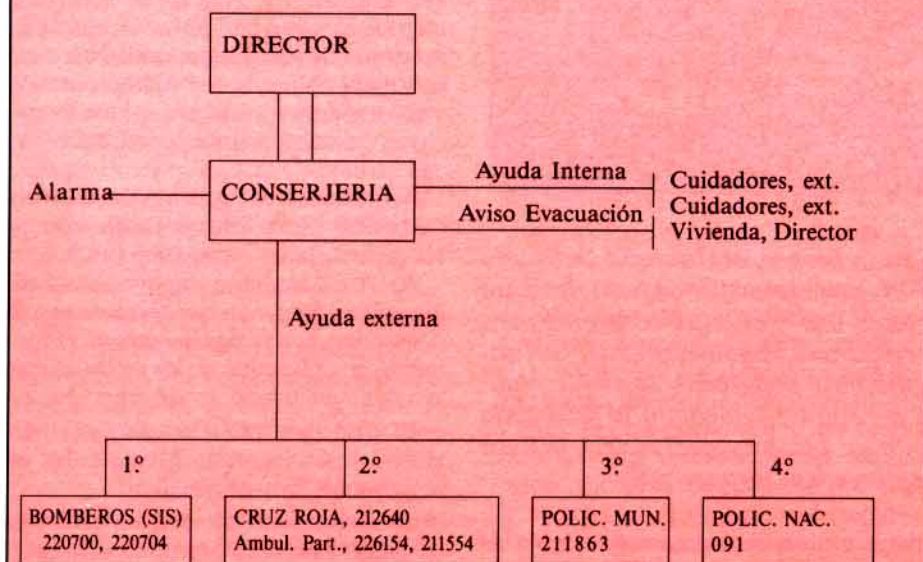 DIRECTOR
Alarma
CONSERJERIA
Ayuda Interna
Cuidadores, ext.
Aviso Evacuación
Cuidadores, ext.
Vivienda, Director
Ayuda externa
1.º
2.º
3.º
4.º
BOMBEROS (SIS)
220700, 220704
CRUZ ROJA, 212640
Ambul. Part., 226154, 211554
POLIC. MUN.
211863
POLIC. NAC.
091